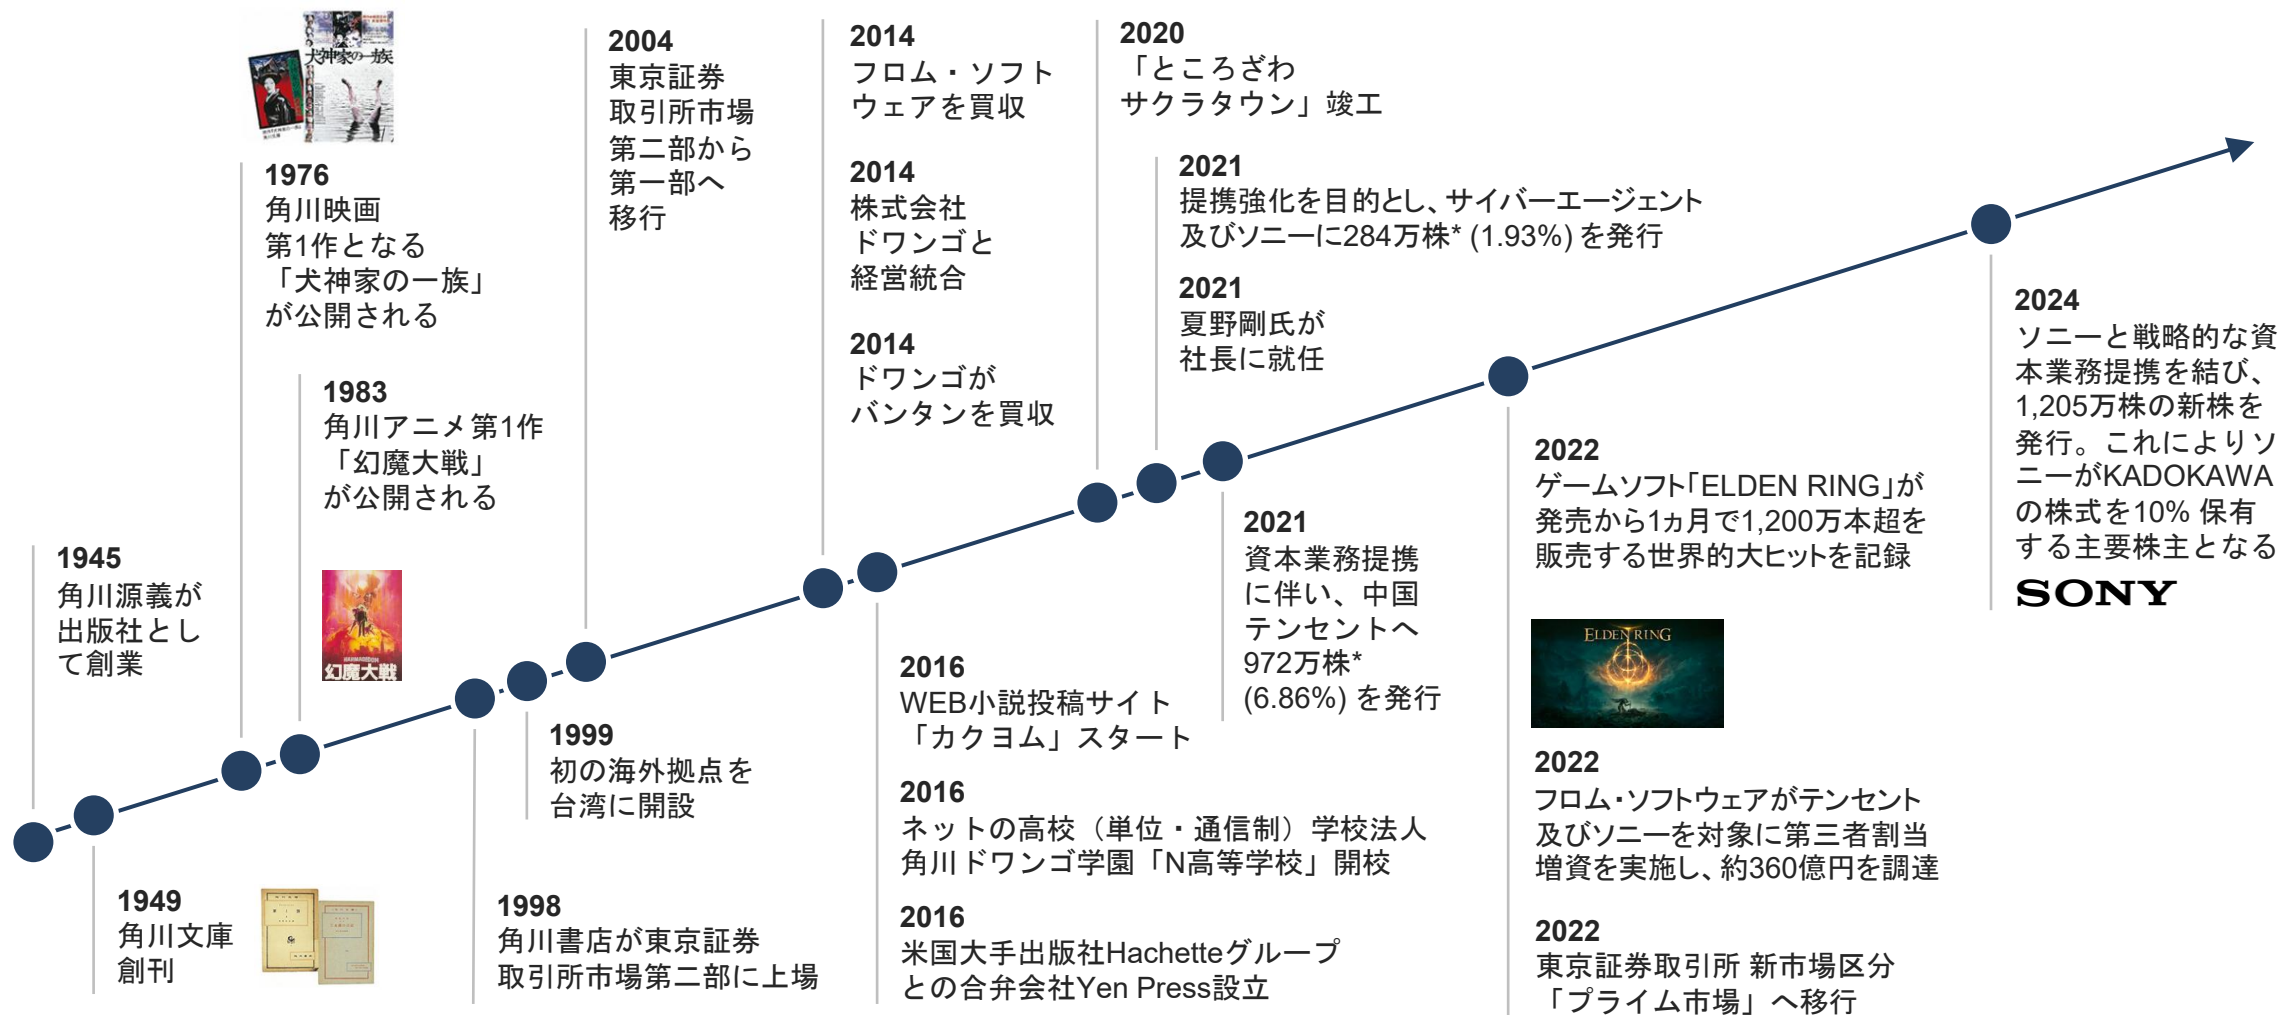 犬神家の一族
1976
角川映画
第1作となる
「犬神家の一族」
が公開される
1983
角川アニメ第1作
「幻魔大戦」
が公開される
HARMAGEDON
幻魔大戦
1945
角川源義が
出版社とし
て創業
1949
角川文庫
創刊
2004
東京証券
取引所市場
第二部から
第一部へ
移行
1999
初の海外拠点を
台湾に開設
1998
角川書店が東京証券
取引所市場第二部に上場
2014
フロム・ソフト
ウェアを買収
2014
株式会社
ドワンゴと
経営統合
2014
ドワンゴが
バンタンを買収
2016
WEB小説投稿サイト
「カクヨム」スタート
2016
ネットの高校（単位・通信制）学校法人
角川ドワンゴ学園「N高等学校」開校
2016
米国大手出版社Hachetteグループ
との合弁会社Yen Press設立
2020
「ところざわ
サクラタウン」竣工
2021
提携強化を目的とし、サイバーエージェント
及びソニーに284万株* (1.93%) を発行
2021
夏野剛氏が
社長に就任
2021
資本業務提携
に伴い、中国
テンセントへ
972万株*
(6.86%) を発行
2022
ゲームソフト「ELDEN RING」が
発売から1ヵ月で1,200万本超を
販売する世界的大ヒットを記録
ELDEN RING
2022
フロム・ソフトウェアがテンセント
及びソニーを対象に第三者割当
増資を実施し、約360億円を調達
2022
東京証券取引所 新市場区分
「プライム市場」へ移行
2024
ソニーと戦略的な資
本業務提携を結び、
1,205万株の新株を
発行。これによりソ
ニーがKADOKAWA
の株式を10% 保有
する主要株主となる
SONY